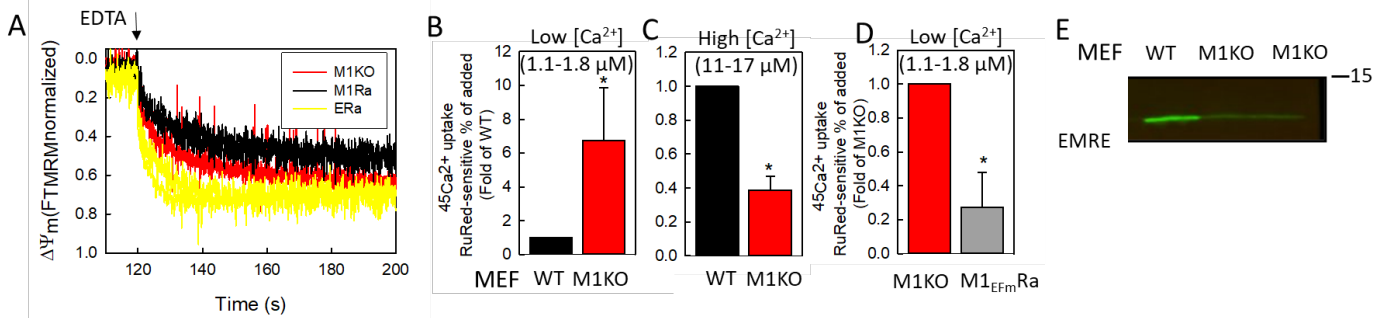 A
EDTA
ΔΨm(FTMRMnormalized)
0.0
0.2
0.4
0.6
0.8
1.0
M1KO
M1Ra
ERa
120
140
160
180
200
Time (s)
B
Low [Ca2+]
(1.1-1.8 µM)
45Ca2+ uptake
RuRed-sensitive % of added
(Fold of WT)
12
10
8
6
4
2
0
*
MEF WT M1KO
C
High [Ca2+]
(11-17 µM)
1.2
1.0
0.8
0.6
0.4
0.2
0.0
*
WT M1KO
D
Low [Ca2+]
(1.1-1.8 µM)
45Ca2+ uptake
RuRed-sensitive % of added
(Fold of M1KO)
1.2
1.0
0.8
0.6
0.4
0.2
0.0
*
M1KO M1EFmRa
E
MEF WT M1KO M1KO
15
EMRE